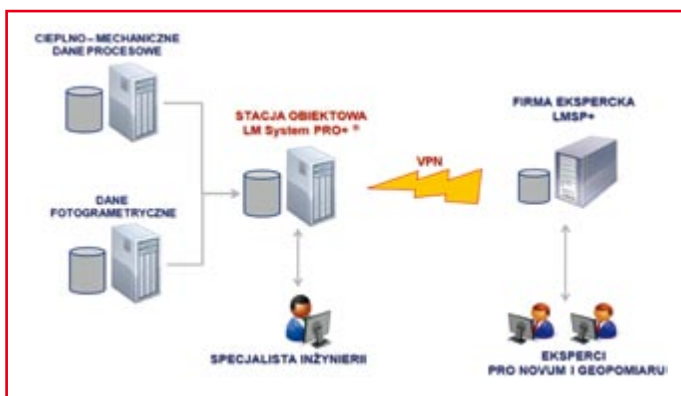 CIEPLNO – MECHANICZNE
DANE PROCESOWE
STACJA OBIEKTOWA
LM System PRO+ ®
FIRMA EKSPERCKA
LMSP+
VPN
DANE
FOTOGRAMETRYCZNE
SPECJALISTA INŻYNIERII
EKSPERCI
PRO NOVUM I GEOPOMIARU